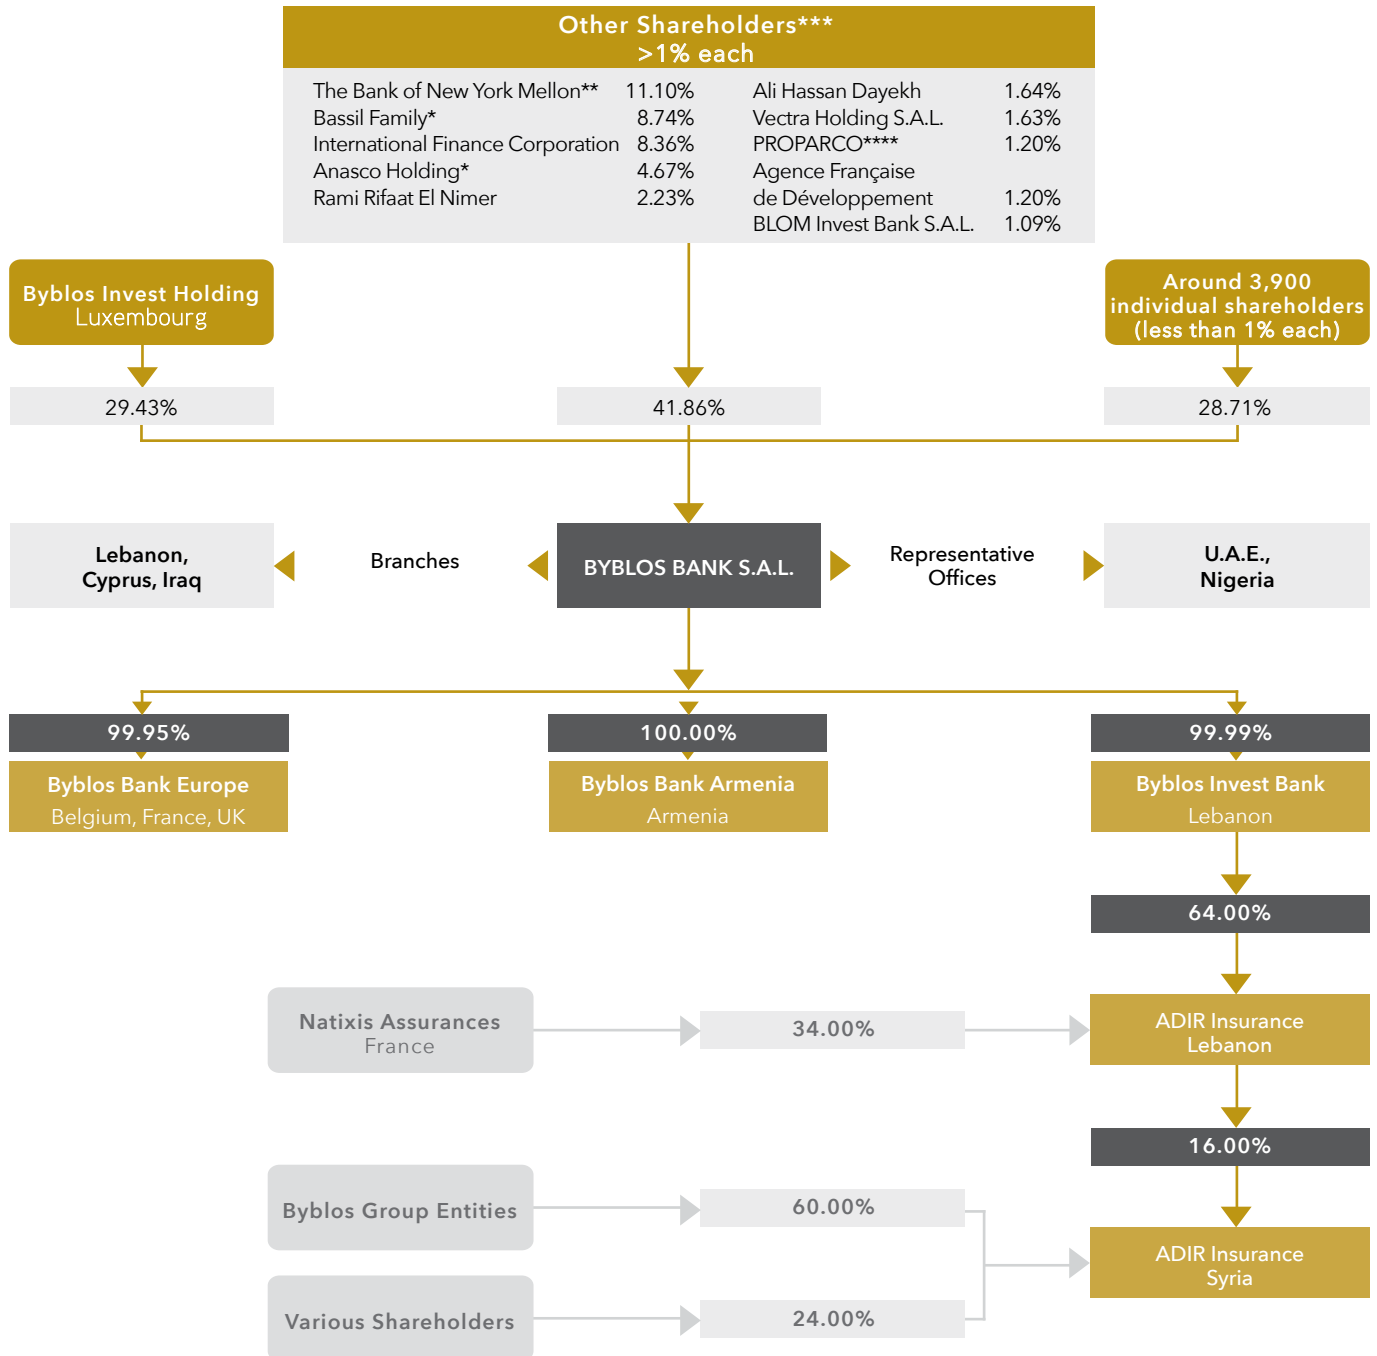 Other Shareholders***
>1% each
The Bank of New York Mellon** 11.10%
Bassil Family* 8.74%
International Finance Corporation 8.36%
Anasco Holding* 4.67%
Rami Rifaat El Nimer 2.23%
Ali Hassan Dayekh 1.64%
Vectra Holding S.A.L. 1.63%
PROPARCO**** 1.20%
Agence Française
de Développement 1.20%
BLOM Invest Bank S.A.L. 1.09%
Byblos Invest Holding
Luxembourg
Around 3,900
individual shareholders
(less than 1% each)
29.43%
41.86%
28.71%
Lebanon,
Cyprus, Iraq
Branches
BYBLOS BANK S.A.L.
Representative
Offices
U.A.E.,
Nigeria
99.95%
100.00%
99.99%
Byblos Bank Europe
Belgium, France, UK
Byblos Bank Armenia
Armenia
Byblos Invest Bank
Lebanon
64.00%
Natixis Assurances
France
34.00%
ADIR Insurance
Lebanon
16.00%
Byblos Group Entities
60.00%
ADIR Insurance
Syria
Various Shareholders
24.00%